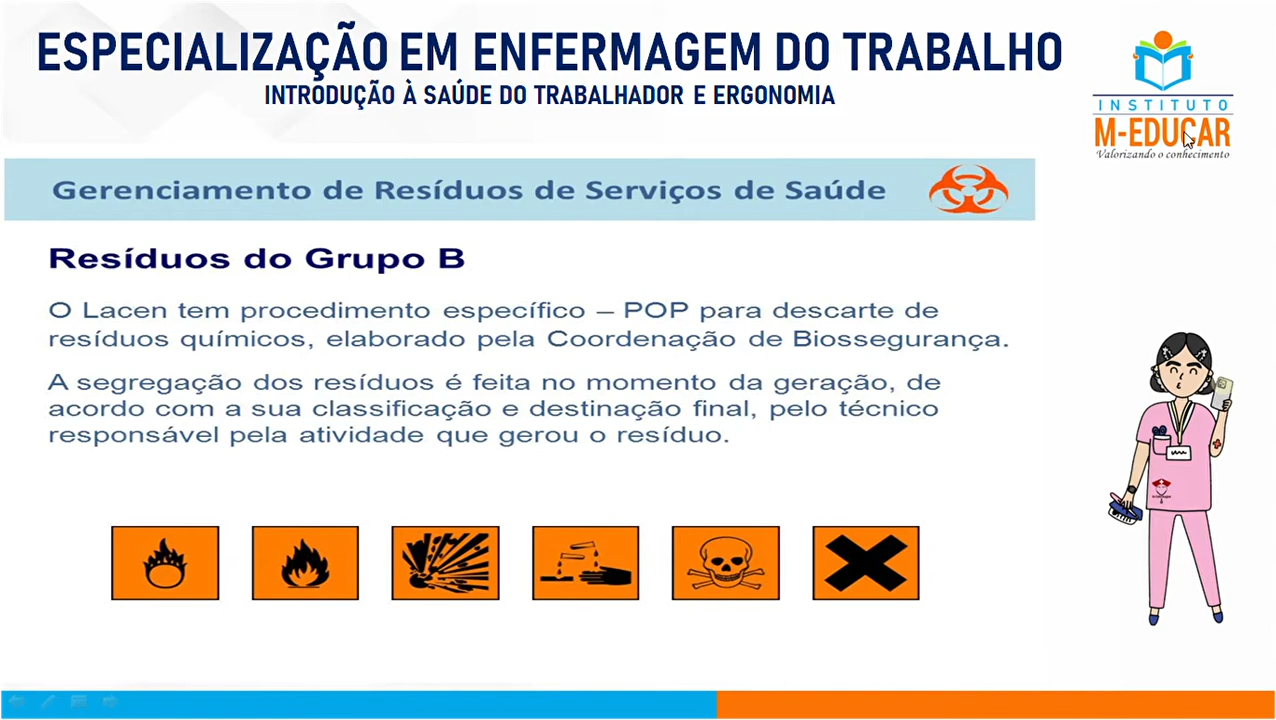 ESPECIALIZAÇÃO EM ENFERMAGEM DO TRABALHO
INTRODUÇÃO À SAÚDE DO TRABALHADOR E ERGONOMIA
INSTITUTO
M-EDUCAR
Valorizando o conhecimento
Gerenciamento de Resíduos de Serviços de Saúde
Resíduos do Grupo B
O Lacen tem procedimento específico – POP para descarte de
resíduos químicos, elaborado pela Coordenação de Biossegurança.
A segregação dos resíduos é feita no momento da geração, de
acordo com a sua classificação e destinação final, pelo técnico
responsável pela atividade que gerou o resíduo.